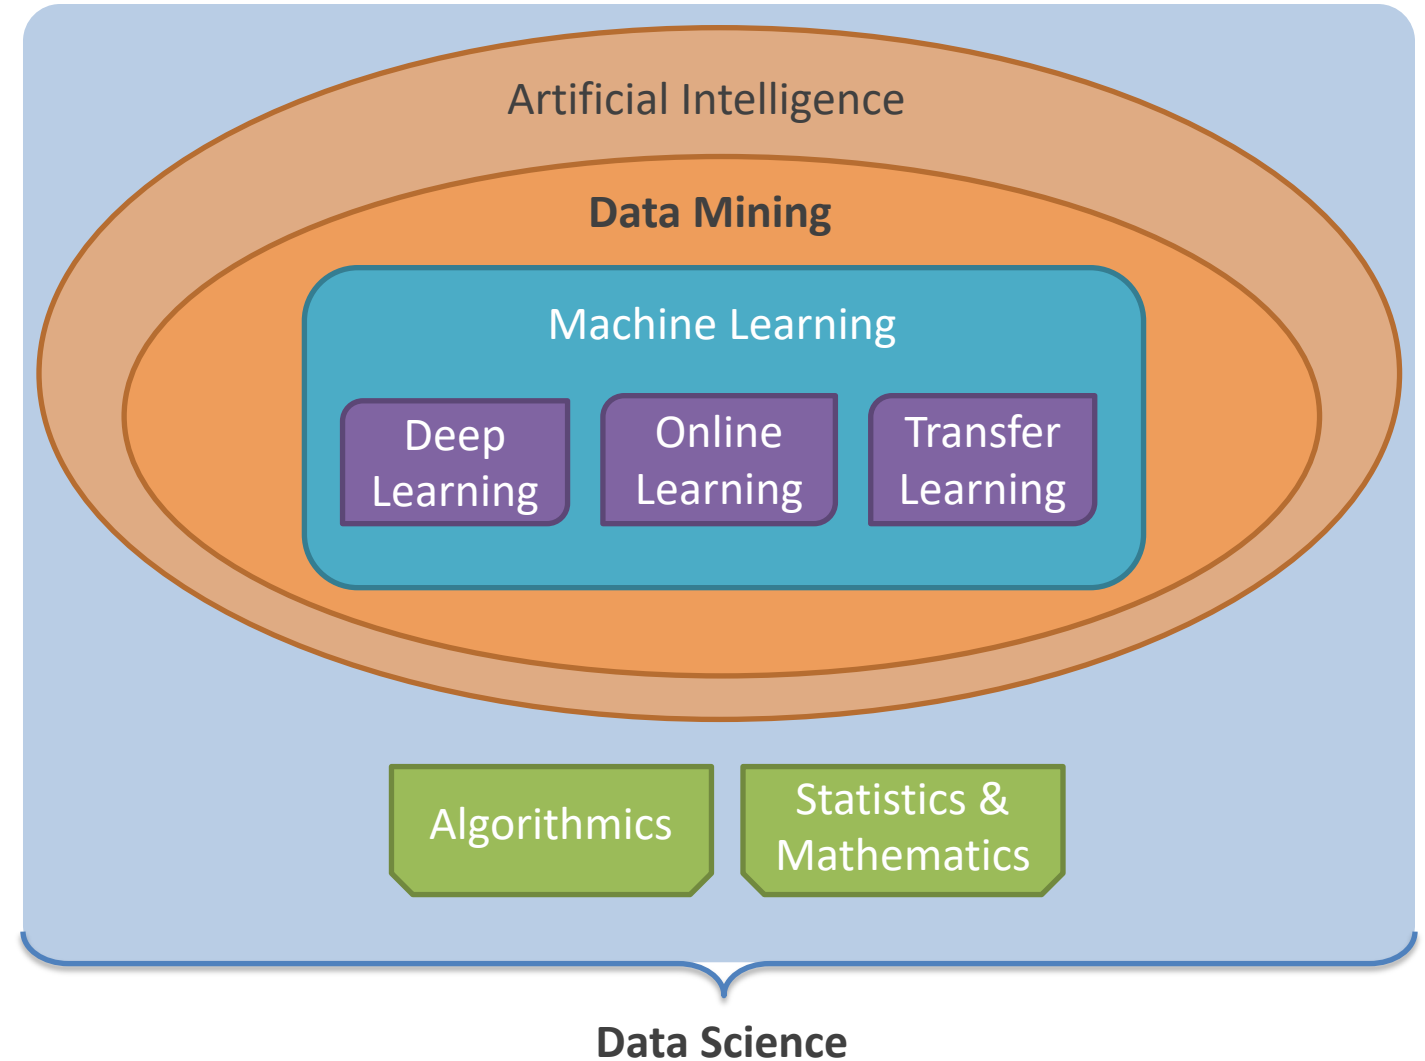 Artificial Intelligence
Data Mining
Machine Learning
Deep
Learning
Online
Learning
Transfer
Learning
Algorithmics
Statistics &
Mathematics
Data Science